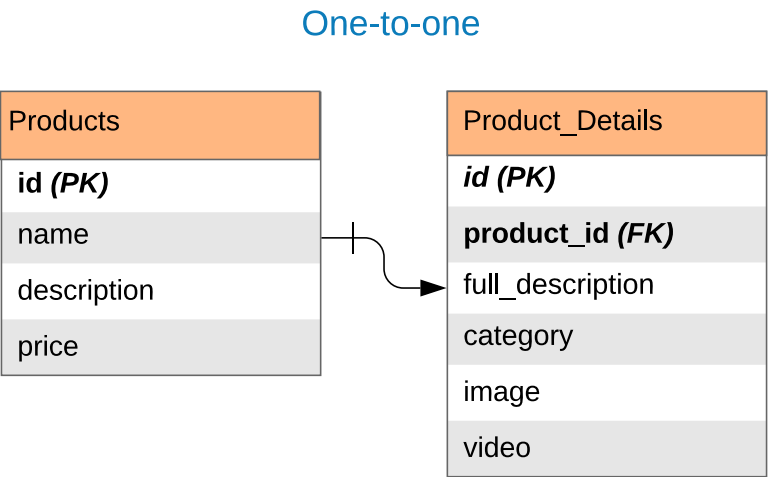 One-to-one
Products
id (PK)
name
description
price
Product_Details
id (PK)
product_id (FK)
full_description
category
image
video